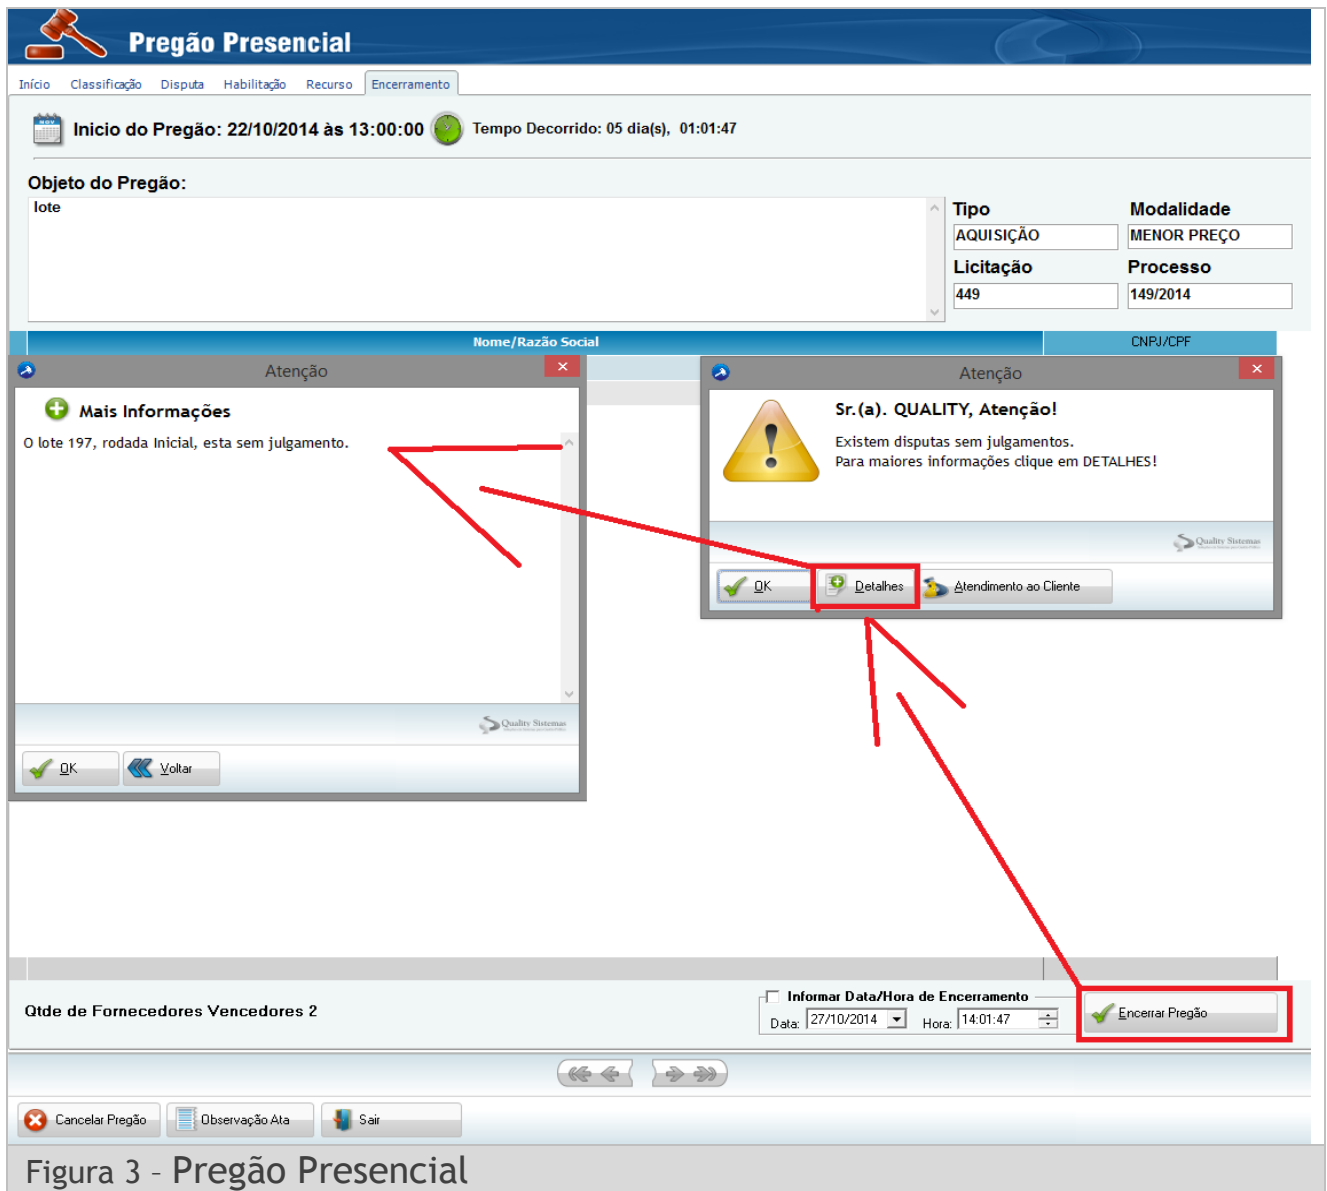 Pregão Presencial
Início Classificação Disputa Habilitação Recurso Encerramento
NOV
Inicio do Pregão: 22/10/2014 às 13:00:00 Tempo Decorrido: 05 dia(s), 01:01:47
Objeto do Pregão:
lote
Tipo Modalidade
AQUISIÇÃO MENOR PREÇO
Licitação Processo
449 149/2014
Nome/Razão Social CNPJ/CPF
Atenção
Mais Informações
O lote 197, rodada Inicial, esta sem julgamento.
Quality Sistemas
OK Voltar
Atenção
Sr.(a). QUALITY, Atenção!
Existem disputas sem julgamentos.
Para maiores informações clique em DETALHES!
Quality Sistemas
OK Detalhes Atendimento ao Cliente
Qtde de Fornecedores Vencedores 2
Informar Data/Hora de Encerramento
Data: 27/10/2014 Hora: 14:01:47
Encerrar Pregão
Cancelar Pregão Observação Ata Sair
Figura 3 – Pregão Presencial